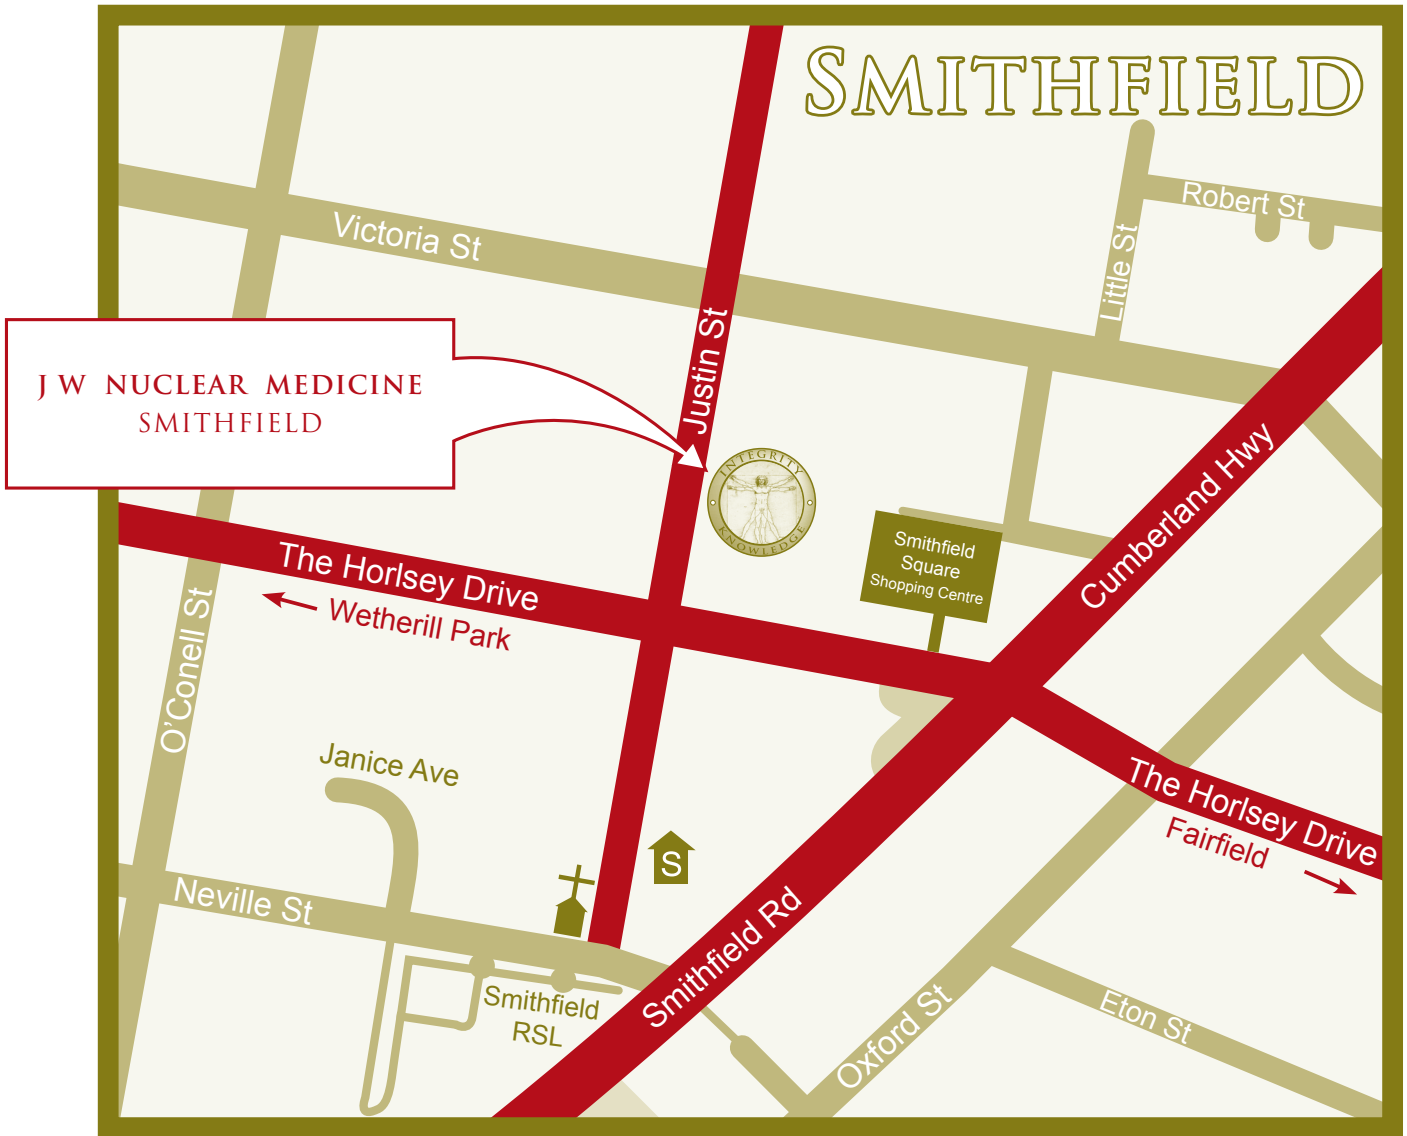 SMITHFIELD
Robert St
Victoria St
Little St
Justin St
J W NUCLEAR MEDICINE
SMITHFIELD
INTEGRITY
KNOWLEDGE
Cumberland Hwy
Smithfield
Square
Shopping Centre
The Horlsey Drive
Wetherill Park
O'Conell St
Janice Ave
The Horlsey Drive
Fairfield
S
Neville St
Smithfield Rd
Smithfield
RSL
Oxford St
Eton St